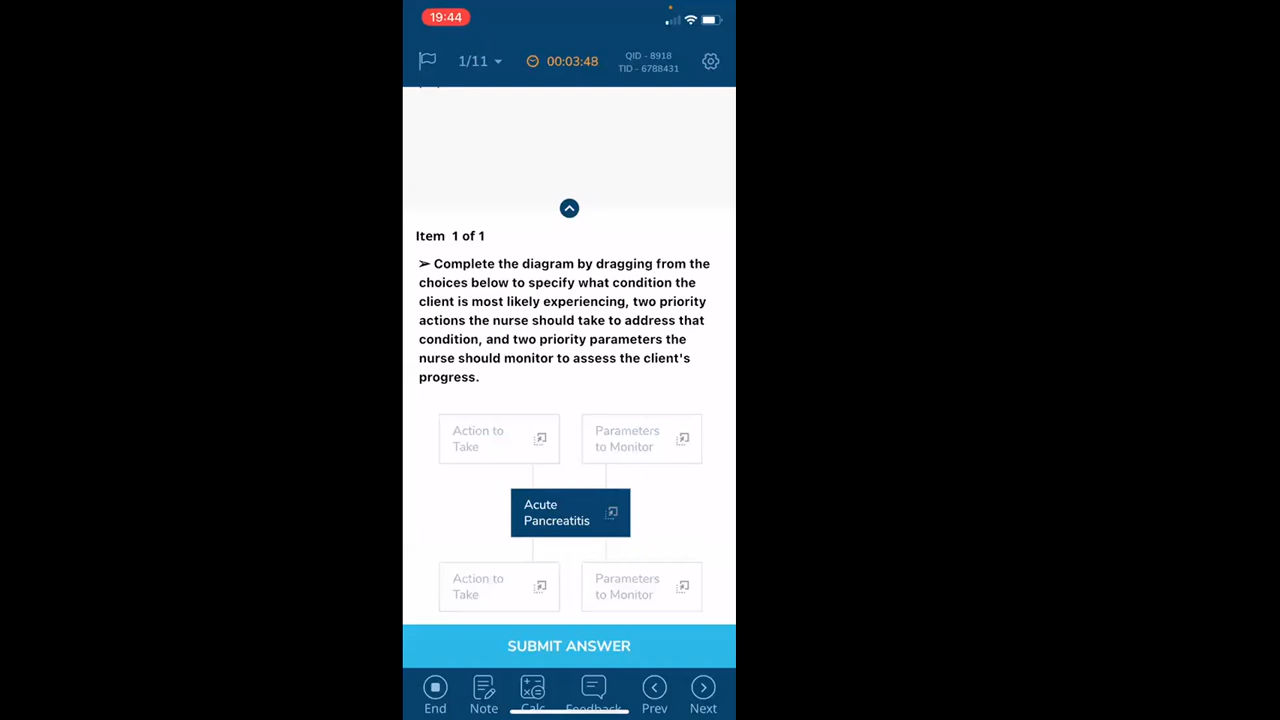 19:44
1/11
00:03:48
QID - 8918
TID - 6788431
Item 1 of 1
➢ Complete the diagram by dragging from the
choices below to specify what condition the
client is most likely experiencing, two priority
actions the nurse should take to address that
condition, and two priority parameters the
nurse should monitor to assess the client's
progress.
Action to
Take
Parameters
to Monitor
Acute
Pancreatitis
Action to
Take
Parameters
to Monitor
SUBMIT ANSWER
End
Note
Calc
Feedback
Prev
Next